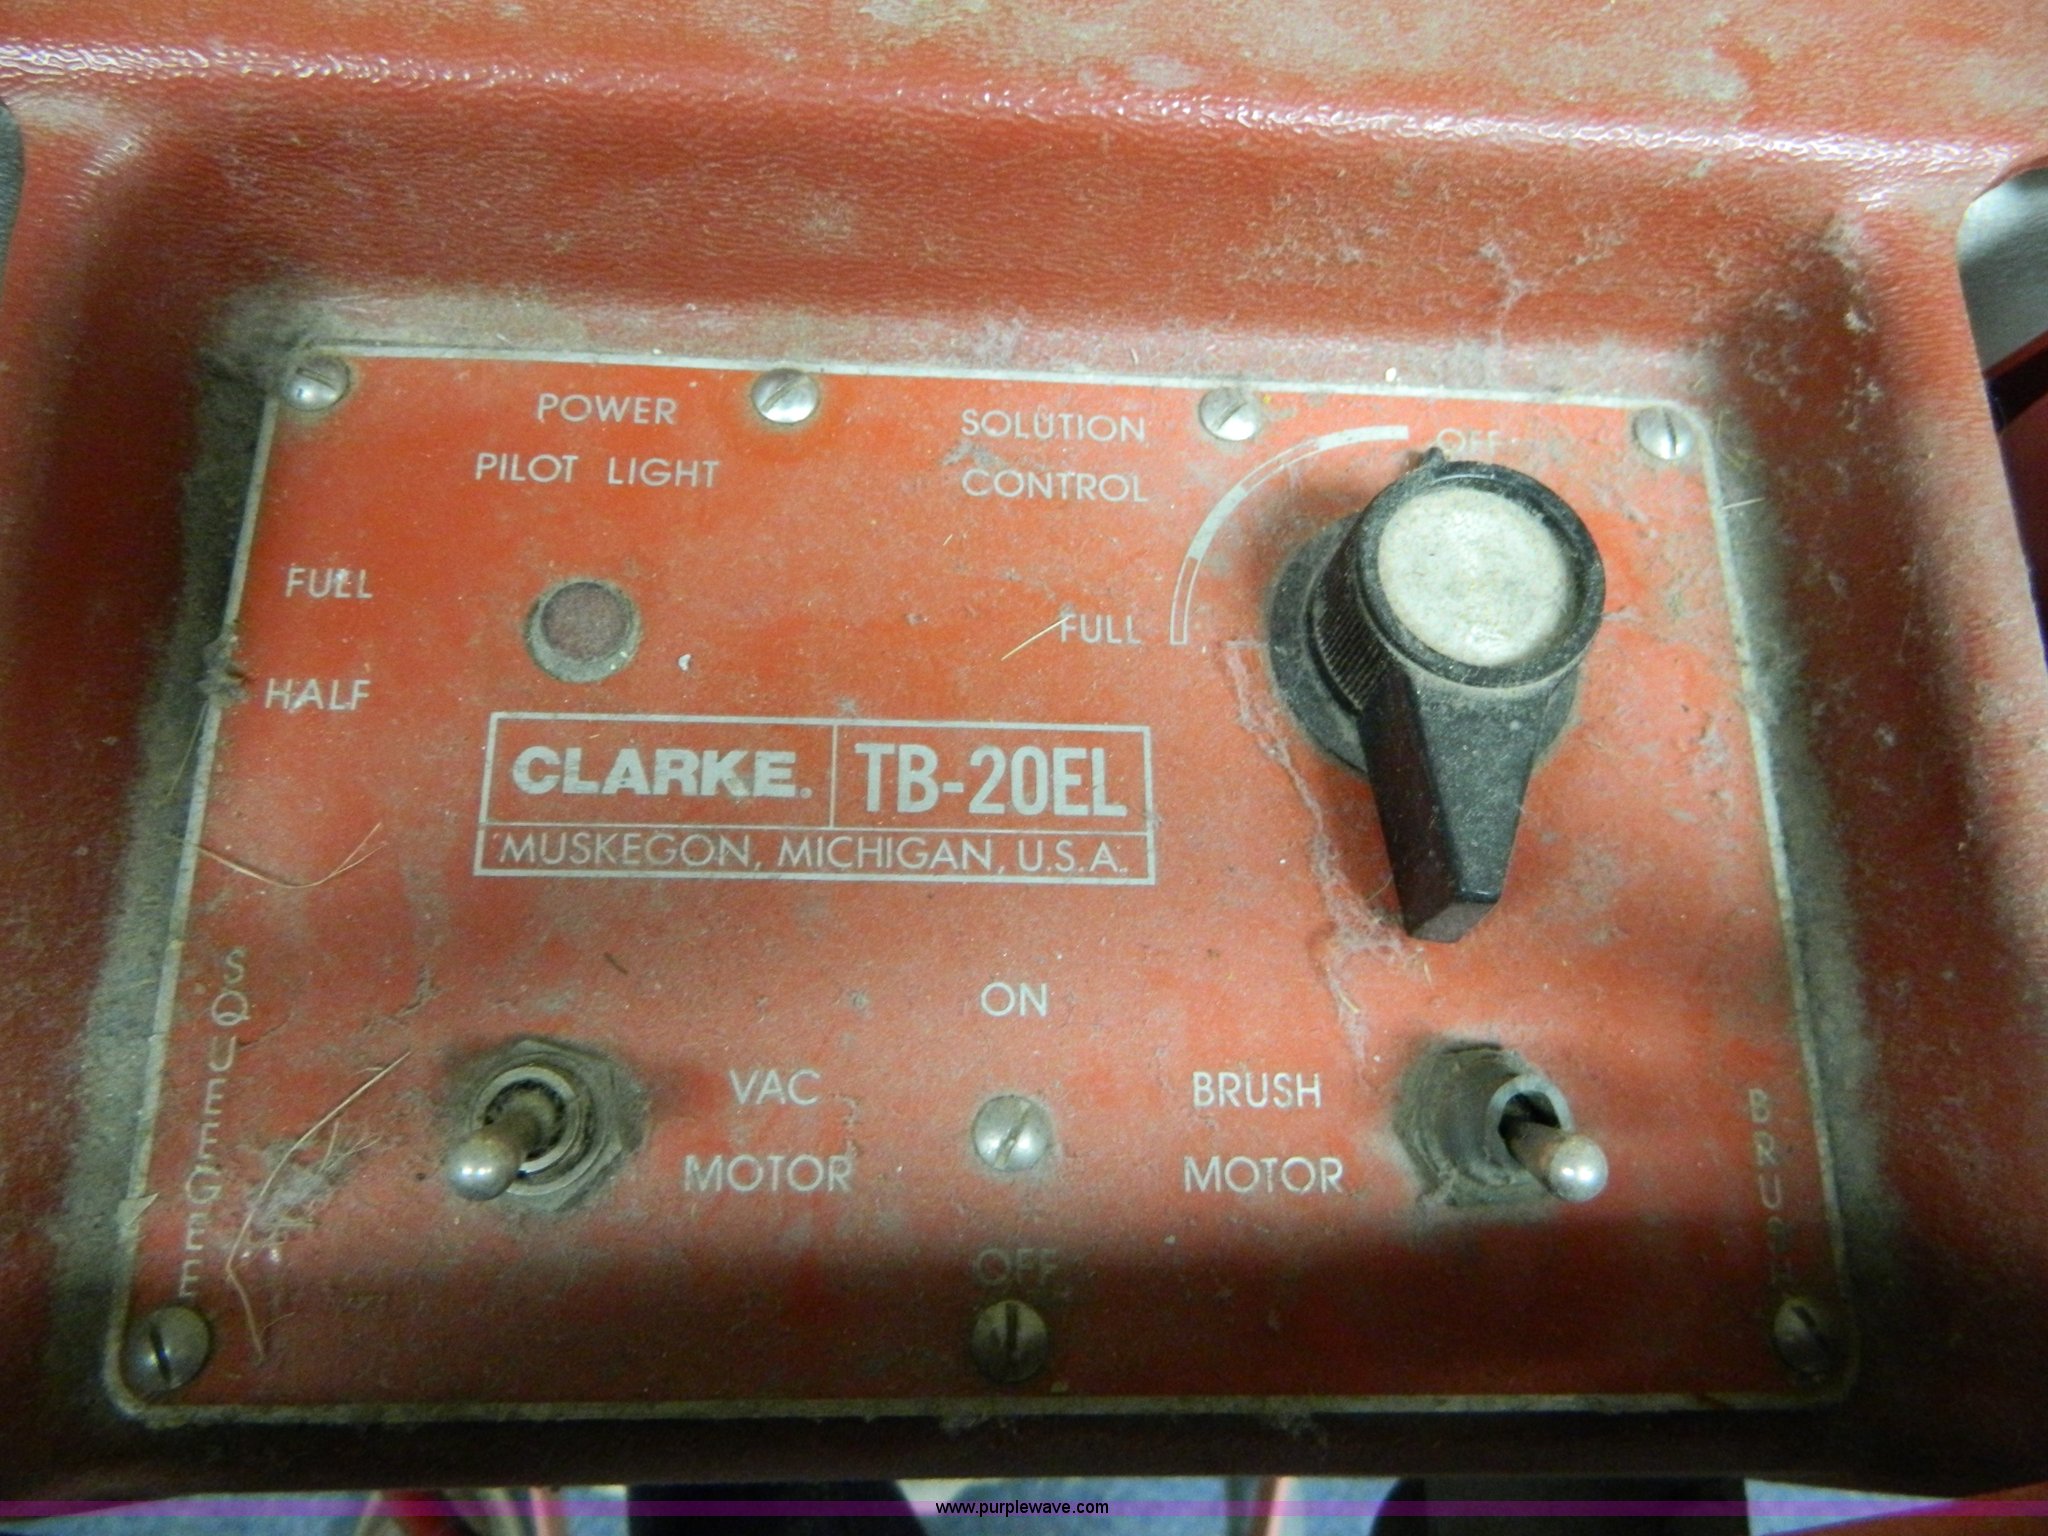 POWER
PILOT LIGHT
SOLUTION
CONTROL
OFF
FULL
FULL
HALF
CLARKE. TB-20EL
MUSKEGON, MICHIGAN, U.S.A.
SQUEEGEE
ON
VAC
MOTOR
BRUSH
MOTOR
OFF
BRUSH
www.purplewave.com